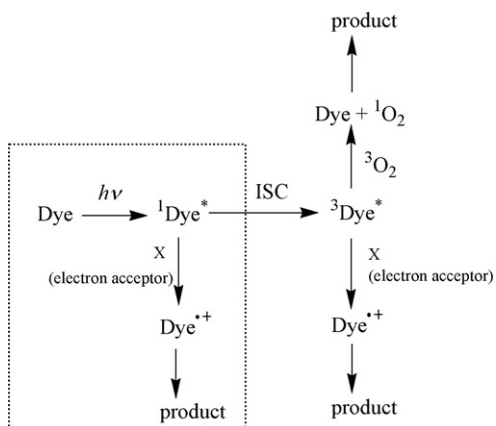 product
Dye + ¹O₂
³O₂
Dye hν ¹Dye* ISC ³Dye*
X
(electron acceptor)
X
(electron acceptor)
Dye•+
Dye•+
product
product